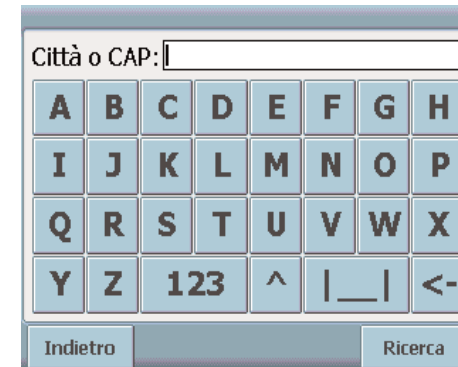 Città o CAP:
A B C D E F G H
I J K L M N O P
Q R S T U V W X
Y Z 123 ^ |__| <-
Indietro Ricerca